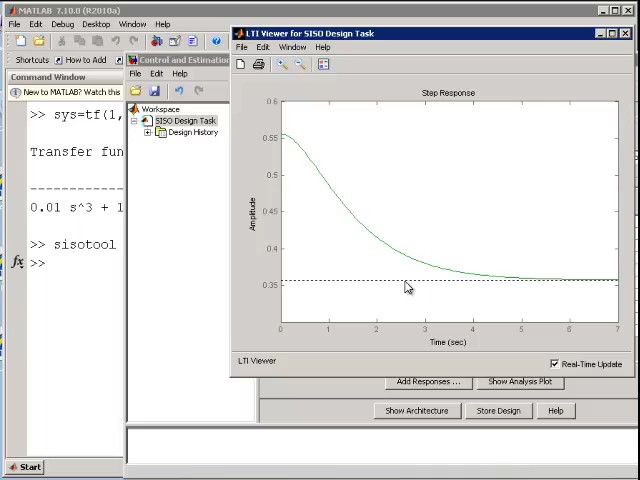 MATLAB 7.10.0 (R2010a)
File Edit Debug Desktop Window
Shortcuts How to Add
Command Window
New to MATLAB? Watch this
>> sys=tf(1,
Transfer fun
0.01 s^3 + 1
>> sisotool
fx >>
Start
Control and Estimation
File Edit Help
Workspace
SISO Design Task
Design History
LTI Viewer for SISO Design Task
File Edit Window Help
Step Response
Amplitude
0.6
0.55
0.5
0.45
0.4
0.35
0 1 2 3 4 5 6 7
Time (sec)
LTI Viewer
Real-Time Update
Add Responses ... Show Analysis Plot
Show Architecture Store Design Help